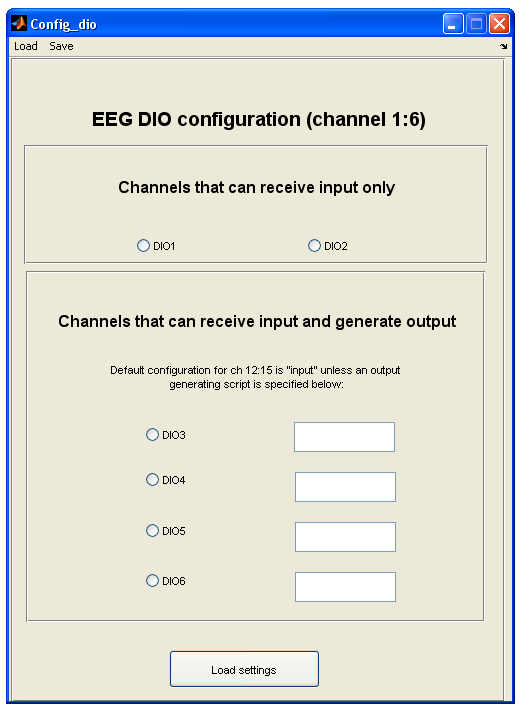 Config_dio
Load Save
EEG DIO configuration (channel 1:6)
Channels that can receive input only
DIO1 DIO2
Channels that can receive input and generate output
Default configuration for ch 12:15 is "input" unless an output
generating script is specified below:
DIO3
DIO4
DIO5
DIO6
Load settings